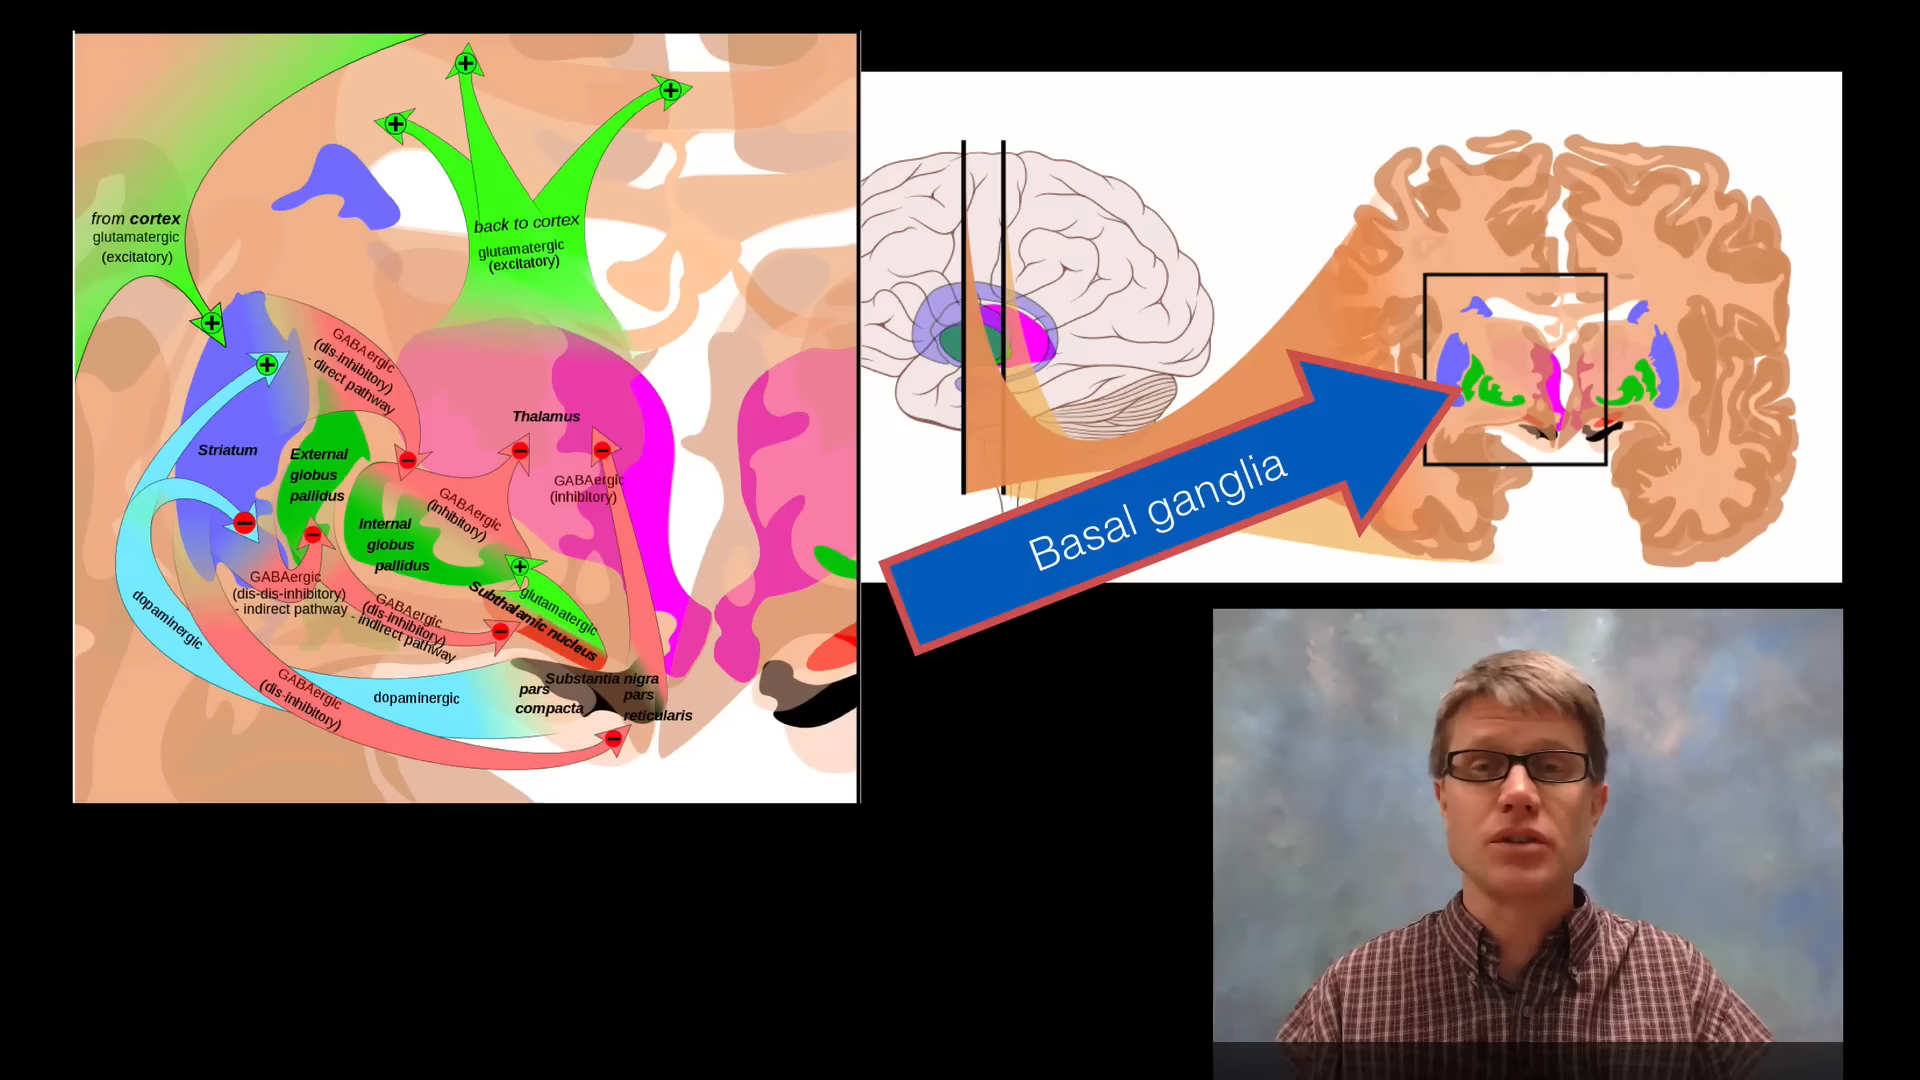 from cortex
glutamatergic
(excitatory)
back to cortex
glutamatergic
(excitatory)
GABAergic
(dis-inhibitory)
- direct pathway
Thalamus
Striatum
External
globus
pallidus
GABAergic
(inhibitory)
GABAergic
(inhibitory)
Internal
globus
pallidus
GABAergic
(dis-dis-inhibitory)
- indirect pathway
GABAergic
(dis-inhibitory)
- indirect pathway
glutamatergic
Subthalamic nucleus
dopaminergic
GABAergic
(dis-inhibitory)
dopaminergic
Substantia nigra
pars
compacta
pars
reticularis
Basal ganglia